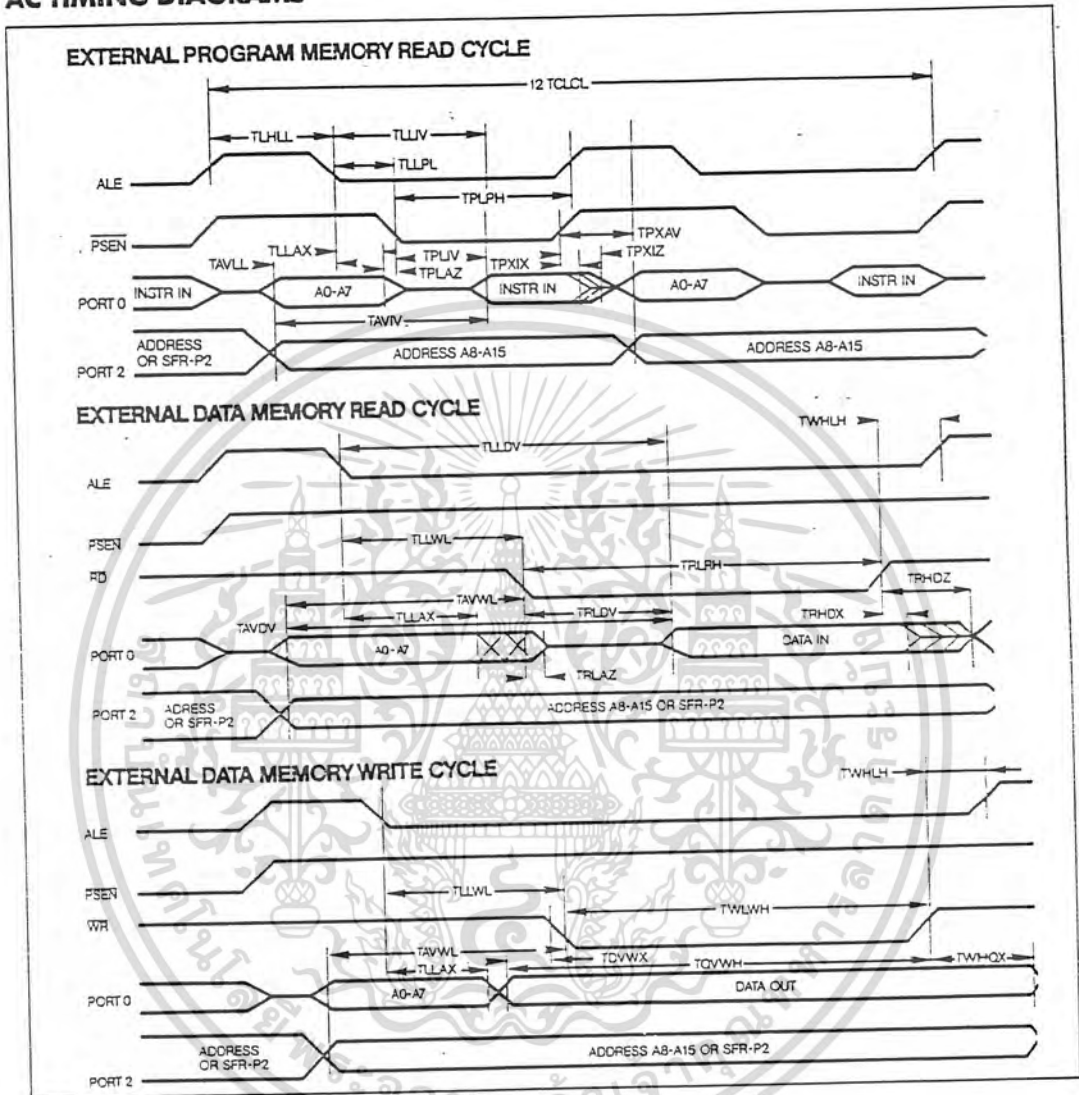 AC TIMING DIAGRAMS
EXTERNAL PROGRAM MEMORY READ CYCLE
12 TCLCL
TLHLL
TLLIV
TLLPL
ALE
TPLPH
PSEN
TPXAV
TLLAX
TPLIV
TPXIZ
TAVLL
TPLAZ
TPXIX
PORT 0
INSTR IN
A0-A7
INSTR IN
A0-A7
INSTR IN
TAVIV
ADDRESS
OR SFR-P2
ADDRESS A8-A15
ADDRESS A8-A15
PORT 2
EXTERNAL DATA MEMORY READ CYCLE
TWHLH
TLLDV
ALE
PSEN
TLLWL
RD
TRLRH
TRHDZ
TAVWL
TLLAX
TRLDV
TRHDX
TAVDV
PORT 0
A0-A7
DATA IN
TRLAZ
PORT 2
ADRESS
OR SFR-P2
ADDRESS A8-A15 OR SFR-P2
EXTERNAL DATA MEMORY WRITE CYCLE
TWHLH
ALE
PSEN
TLLWL
WR
TWLWH
TAVWL
TQVWX
TQVWH
TWHQX
TLLAX
PORT 0
A0-A7
DATA OUT
ADDRESS
OR SFR-P2
ADDRESS A8-A15 OR SFR-P2
PORT 2